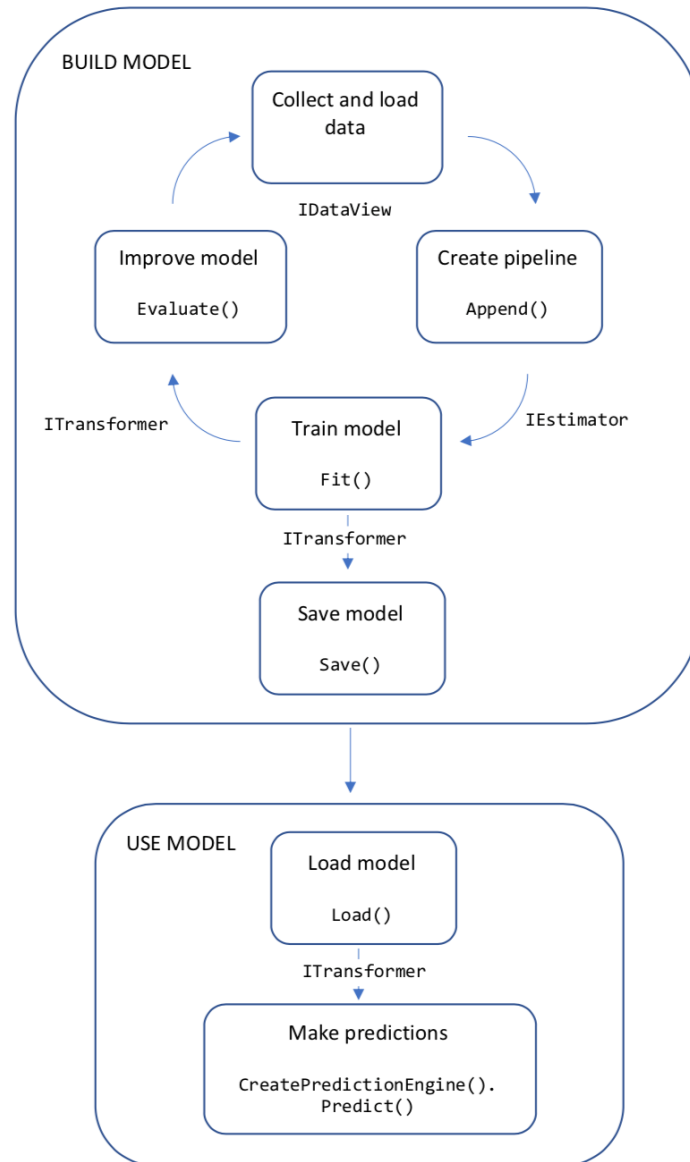 BUILD MODEL
Collect and load
data
IDataView
Improve model
Evaluate()
Create pipeline
Append()
ITransformer
IEstimator
Train model
Fit()
ITransformer
Save model
Save()
USE MODEL
Load model
Load()
ITransformer
Make predictions
CreatePredictionEngine().
Predict()